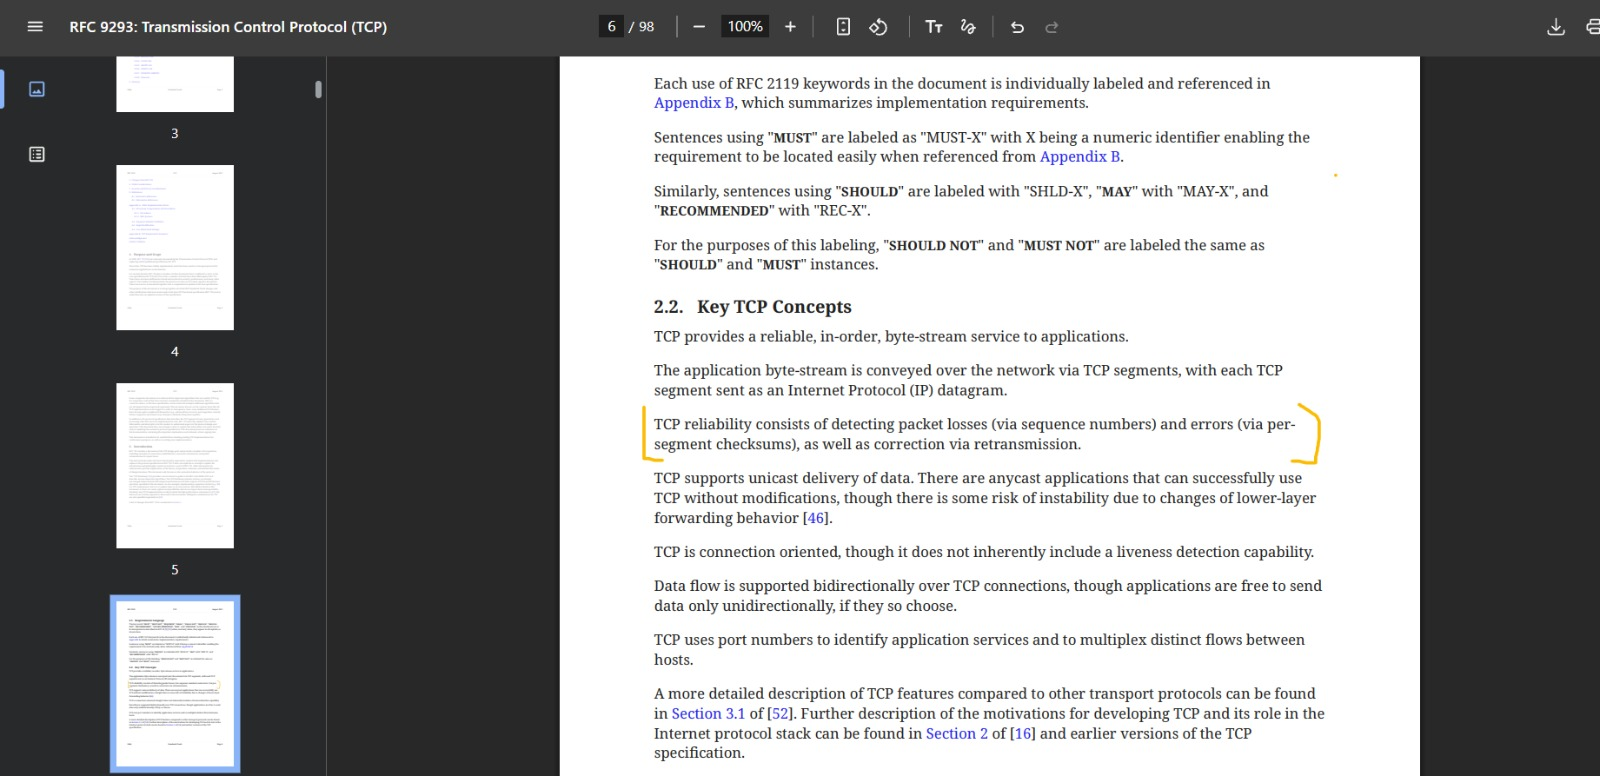 RFC 9293: Transmission Control Protocol (TCP)
6 / 98
100%
3
4
5
Each use of RFC 2119 keywords in the document is individually labeled and referenced in
Appendix B, which summarizes implementation requirements.
Sentences using "MUST" are labeled as "MUST-X" with X being a numeric identifier enabling the
requirement to be located easily when referenced from Appendix B.
Similarly, sentences using "SHOULD" are labeled with "SHLD-X", "MAY" with "MAY-X", and
"RECOMMENDED" with "REC-X".
For the purposes of this labeling, "SHOULD NOT" and "MUST NOT" are labeled the same as
"SHOULD" and "MUST" instances.
2.2. Key TCP Concepts
TCP provides a reliable, in-order, byte-stream service to applications.
The application byte-stream is conveyed over the network via TCP segments, with each TCP
segment sent as an Internet Protocol (IP) datagram.
TCP reliability consists of detecting packet losses (via sequence numbers) and errors (via per-
segment checksums), as well as correction via retransmission.
TCP supports unicast delivery of data. There are anycast applications that can successfully use
TCP without modifications, though there is some risk of instability due to changes of lower-layer
forwarding behavior [46].
TCP is connection oriented, though it does not inherently include a liveness detection capability.
Data flow is supported bidirectionally over TCP connections, though applications are free to send
data only unidirectionally, if they so choose.
TCP uses port numbers to identify application services and to multiplex distinct flows between
hosts.
A more detailed description of TCP features compared to other transport protocols can be found
in Section 3.1 of [52]. Further description of the motivations for developing TCP and its role in the
Internet protocol stack can be found in Section 2 of [16] and earlier versions of the TCP
specification.